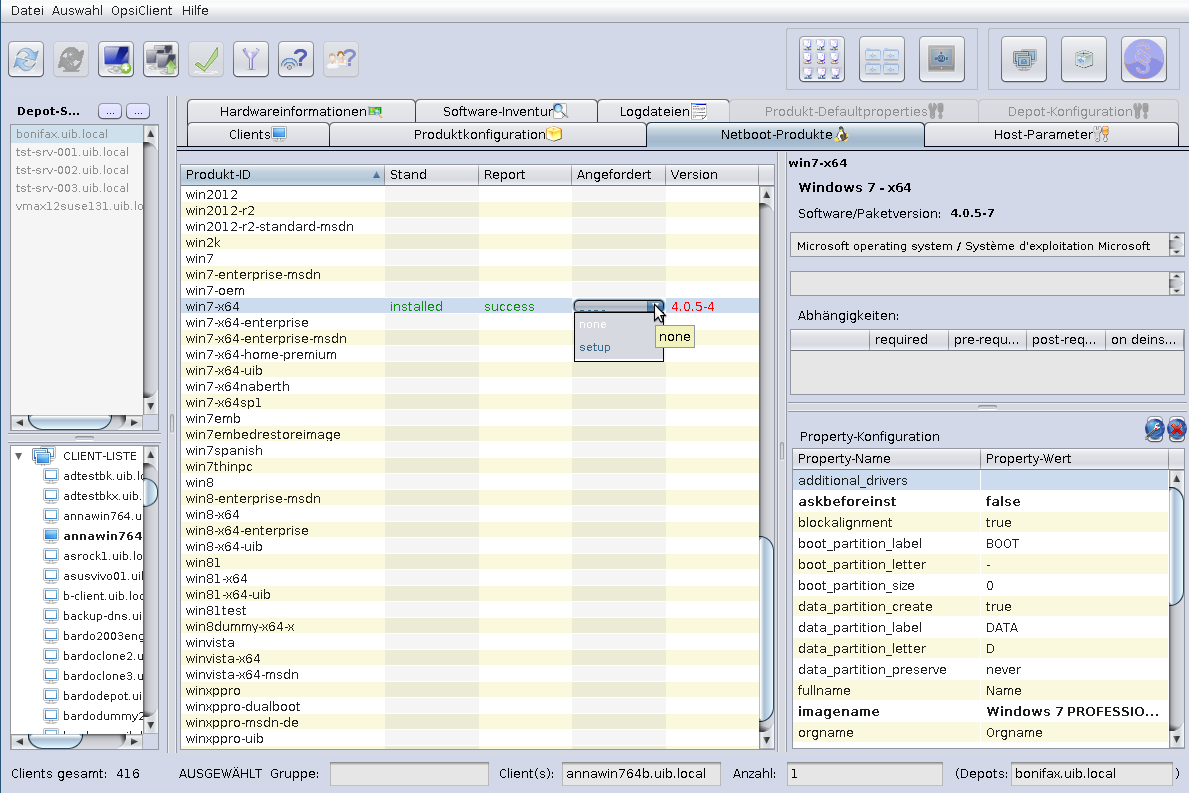 Datei Auswahl OpsiClient Hilfe
Depot-S... ... ...
bonifax.uib.local
tst-srv-001.uib.local
tst-srv-002.uib.local
tst-srv-003.uib.local
vmax12suse131.uib.lo
CLIENT-LISTE
adtestbk.uib.lo
adtestbkx.uib.
annawin764.u
annawin764
asrock1.uib.lo
asusvivo01.uil
b-client.uib.loc
backup-dns.ui
bardo2003eng
bardoclone2.u
bardoclone3.u
bardodepot.ui
bardodummy2
Hardwareinformationen Software-Inventur Logdateien Produkt-Defaultproperties Depot-Konfiguration
Clients Produktkonfiguration Netboot-Produkte Host-Parameter
Produkt-ID Stand Report Angefordert Version
win2012
win2012-r2
win2012-r2-standard-msdn
win2k
win7
win7-enterprise-msdn
win7-oem
win7-x64 installed success 4.0.5-4
win7-x64-enterprise none
win7-x64-enterprise-msdn none
win7-x64-home-premium setup
win7-x64-uib
win7-x64naberth
win7-x64sp1
win7emb
win7embedrestoreimage
win7spanish
win7thinpc
win8
win8-enterprise-msdn
win8-x64
win8-x64-enterprise
win8-x64-uib
win81
win81-x64
win81-x64-uib
win81test
win8dummy-x64-x
winvista
winvista-x64
winvista-x64-msdn
winxppro
winxppro-dualboot
winxppro-msdn-de
winxppro-uib
win7-x64
Windows 7 - x64
Software/Paketversion: 4.0.5-7
Microsoft operating system / Système d'exploitation Microsoft
Abhängigkeiten:
required pre-requ... post-req... on deins...
Property-Konfiguration
Property-Name Property-Wert
additional_drivers
askbeforeinst false
blockalignment true
boot_partition_label BOOT
boot_partition_letter -
boot_partition_size 0
data_partition_create true
data_partition_label DATA
data_partition_letter D
data_partition_preserve never
fullname Name
imagename Windows 7 PROFESSIO...
orgname Orgname
Clients gesamt: 416 AUSGEWÄHLT Gruppe: Client(s): annawin764b.uib.local Anzahl: 1 (Depots: bonifax.uib.local )